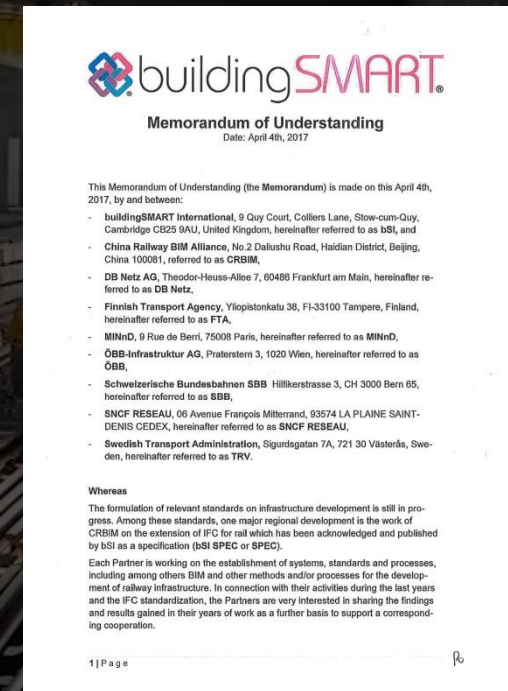 buildingSMART®
Memorandum of Understanding
Date: April 4th, 2017
This Memorandum of Understanding (the Memorandum) is made on this April 4th,
2017, by and between:
- buildingSMART International, 9 Quy Court, Colliers Lane, Stow-cum-Quy,
Cambridge CB25 9AU, United Kingdom, hereinafter referred to as bSI, and
- China Railway BIM Alliance, No.2 Daliushu Road, Haidian District, Beijing,
China 100081, referred to as CRBIM,
- DB Netz AG, Theodor-Heuss-Allee 7, 60486 Frankfurt am Main, hereinafter re-
ferred to as DB Netz,
- Finnish Transport Agency, Yliopistonkatu 38, FI-33100 Tampere, Finland,
hereinafter referred to as FTA,
- MINnD, 9 Rue de Berri, 75008 Paris, hereinafter referred to as MINnD,
- ÖBB-Infrastruktur AG, Praterstern 3, 1020 Wien, hereinafter referred to as
ÖBB,
- Schweizerische Bundesbahnen SBB Hilfikerstrasse 3, CH 3000 Bern 65,
hereinafter referred to as SBB,
- SNCF RESEAU, 06 Avenue François Mitterrand, 93574 LA PLAINE SAINT-
DENIS CEDEX, hereinafter referred to as SNCF RESEAU,
- Swedish Transport Administration, Sigurdsgatan 7A, 721 30 Västerås, Swe-
den, hereinafter referred to as TRV.
Whereas
The formulation of relevant standards on infrastructure development is still in pro-
gress. Among these standards, one major regional development is the work of
CRBIM on the extension of IFC for rail which has been acknowledged and published
by bSI as a specification (bSI SPEC or SPEC).
Each Partner is working on the establishment of systems, standards and processes,
including among others BIM and other methods and/or processes for the develop-
ment of railway infrastructure. In connection with their activities during the last years
and the IFC standardization, the Partners are very interested in sharing the findings
and results gained in their years of work as a further basis to support a correspond-
ing cooperation.
1 | Page